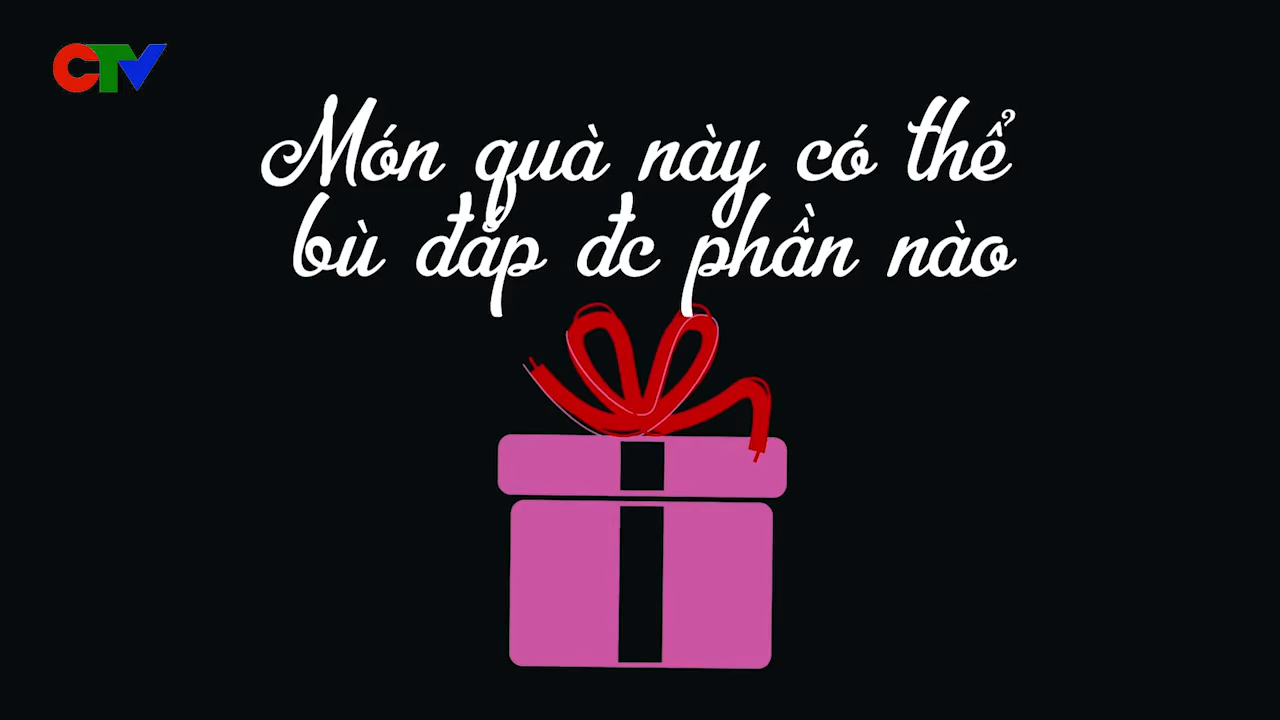 CTV
Món quà này có thể
bù đắp đc phần nào